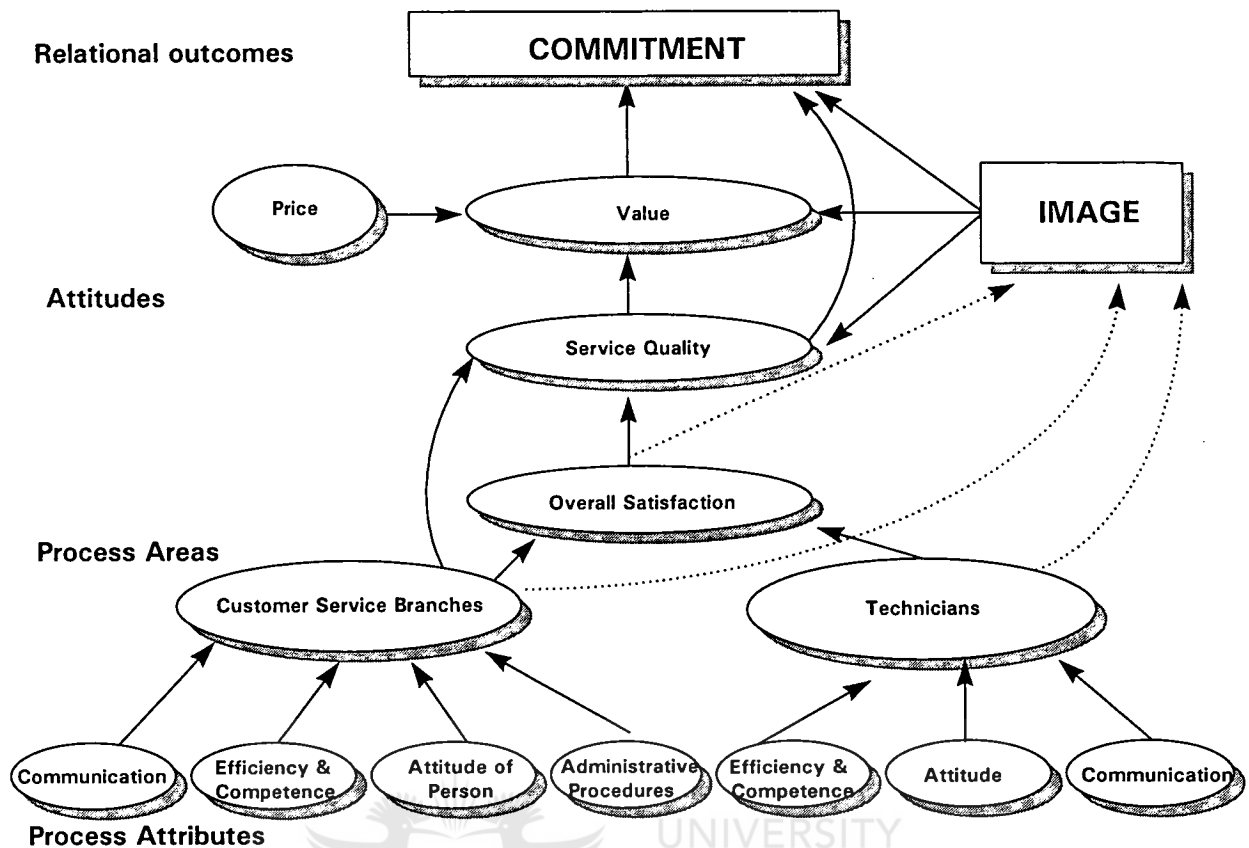 Relational outcomes
COMMITMENT
Price
Value
IMAGE
Attitudes
Service Quality
Overall Satisfaction
Process Areas
Customer Service Branches
Technicians
Communication
Efficiency &
Competence
Attitude of
Person
Administrative
Procedures
Efficiency &
Competence
Attitude
Communication
Process Attributes
UNIVERSITY